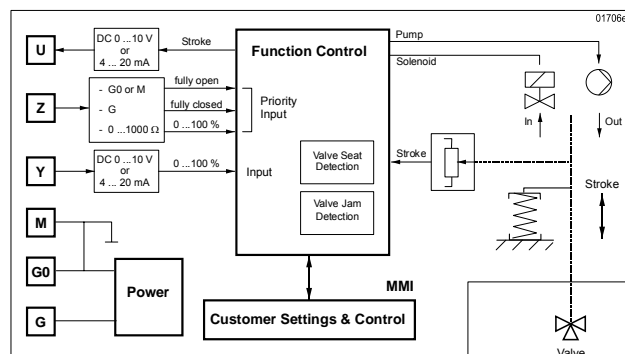 01706e
U
DC 0 ... 10 V
or
4 ... 20 mA
Stroke
Function Control
Pump
Solenoid
Z
- G0 or M
- G
- 0 ...1000 Ω
fully open
fully closed
0 ...100 %
Priority
Input
In
Out
Y
DC 0 ... 10 V
or
4 ... 20 mA
0 ... 100 %
Input
Valve Seat
Detection
Valve Jam
Detection
Stroke
Stroke
M
G0
G
Power
MMI
Customer Settings & Control
Valve